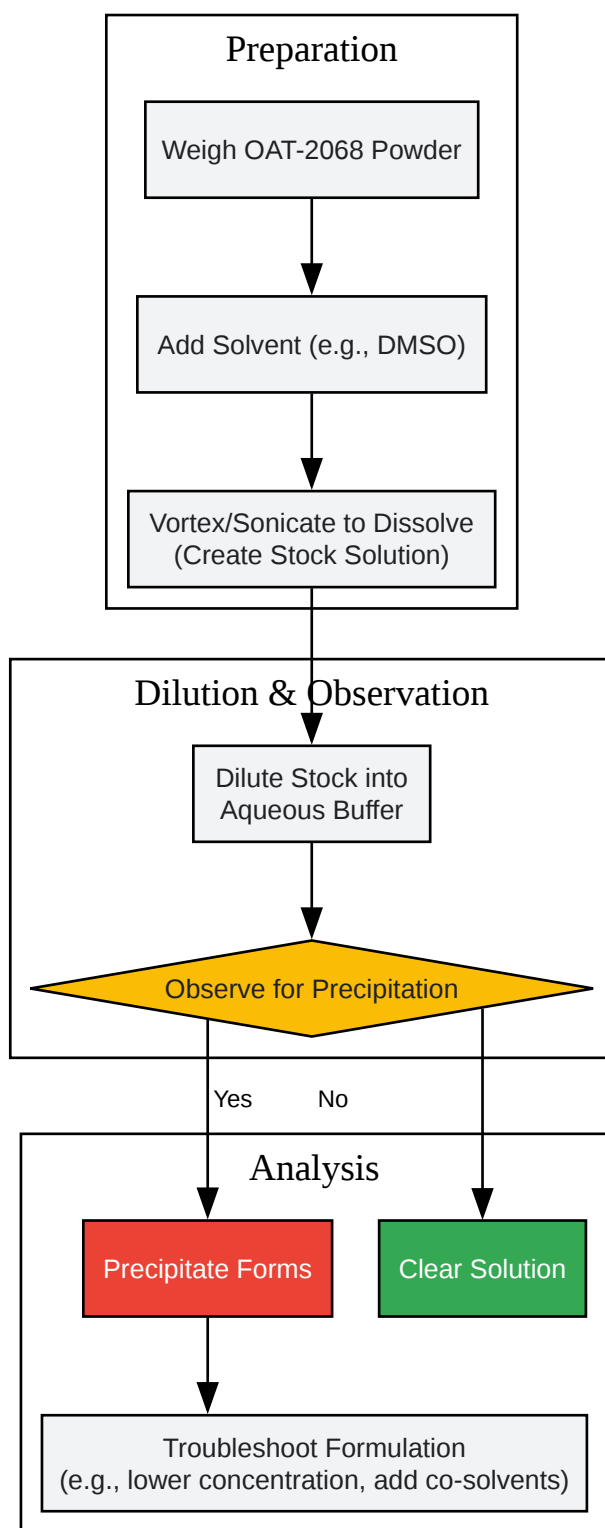 Preparation
Weigh OAT-2068 Powder
Add Solvent (e.g., DMSO)
Vortex/Sonicate to Dissolve
(Create Stock Solution)
Dilution & Observation
Dilute Stock into
Aqueous Buffer
Observe for Precipitation
Yes
No
Analysis
Precipitate Forms
Clear Solution
Troubleshoot Formulation
(e.g., lower concentration, add co-solvents)